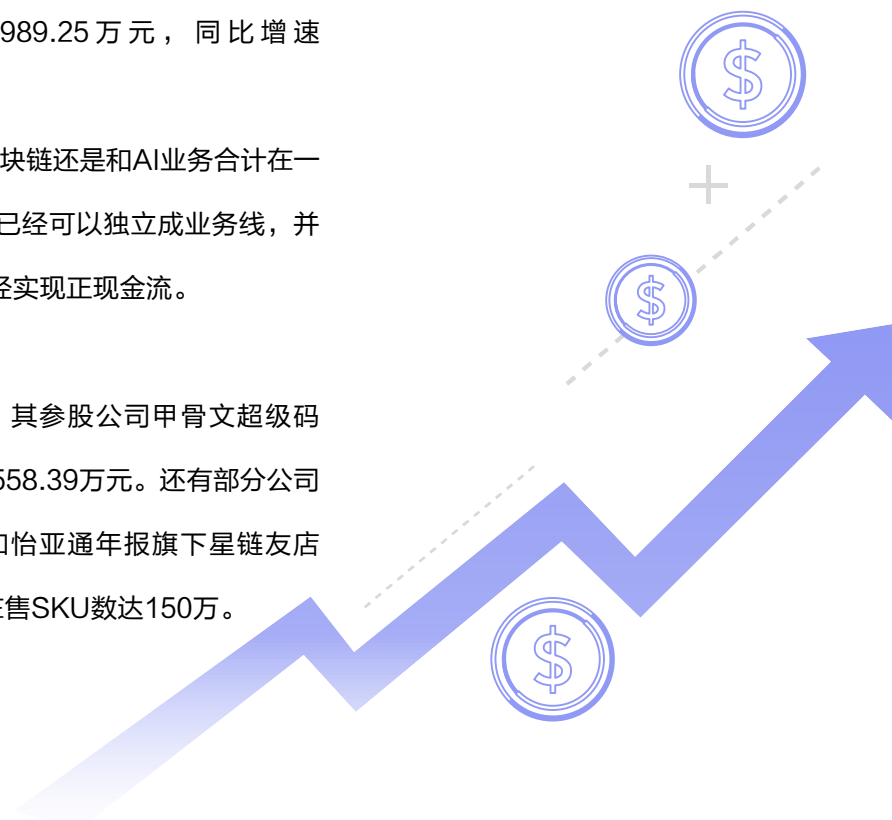 989.25万元，同比增速
块链还是和AI业务合计在一
已经可以独立成业务线，并
实现正现金流。
其参股公司甲骨文超级码
558.39万元。还有部分公司
怡亚通年报旗下星链友店
售SKU数达150万。
$
$
$